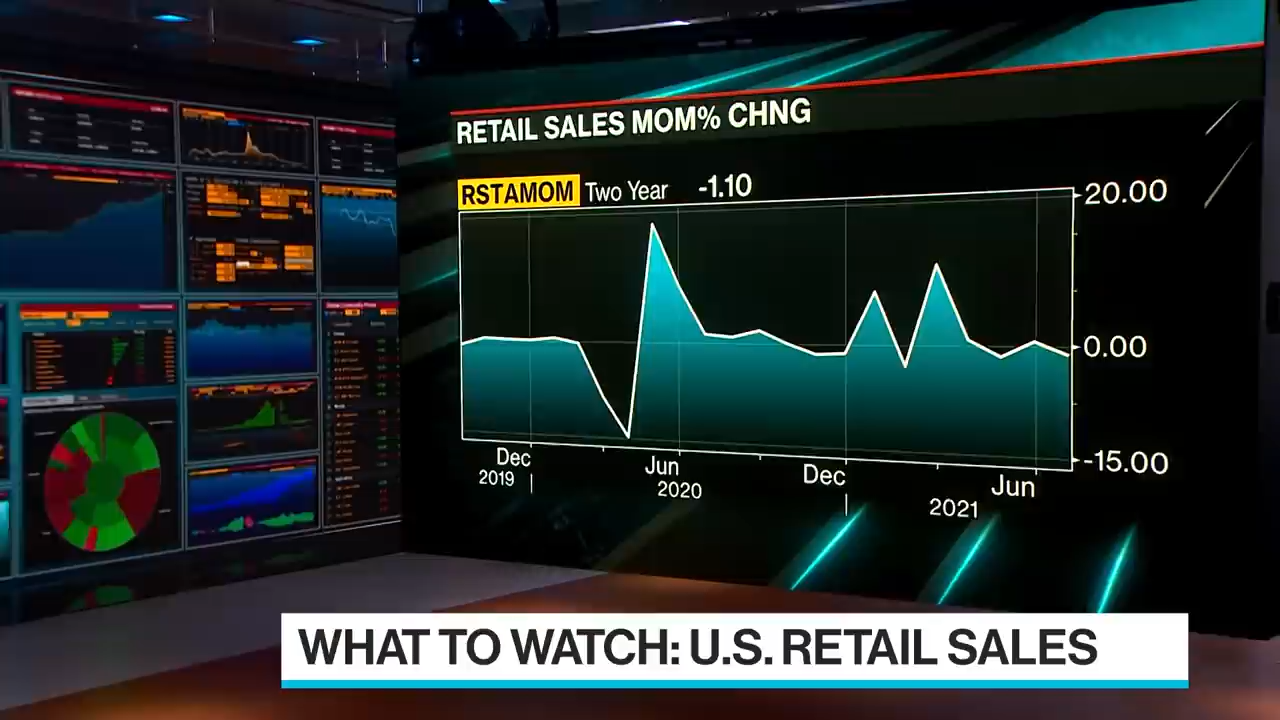 RETAIL SALES MOM% CHNG
RSTAMOM Two Year -1.10
20.00
0.00
-15.00
Dec Jun Dec Jun
2019 2020 2021
WHAT TO WATCH: U.S. RETAIL SALES